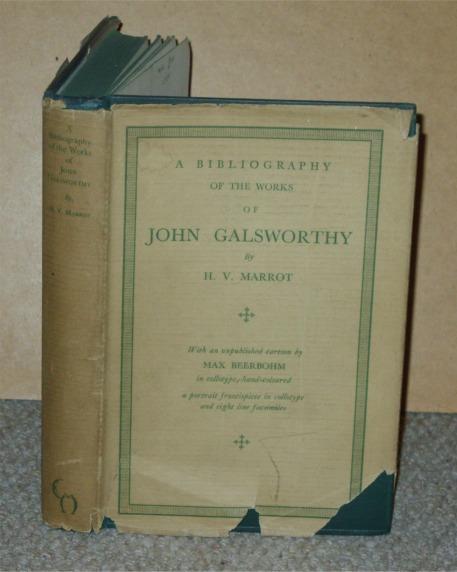 A
Bibliography
of the Works
of
JOHN
GALSWORTHY
By
H. V. MARROT
A BIBLIOGRAPHY
OF THE WORKS
OF
JOHN GALSWORTHY
By
H. V. MARROT
With an unpublished cartoon by
MAX BEERBOHM
in collotype, hand-coloured
a portrait frontispiece in collotype
and eight line facsimiles